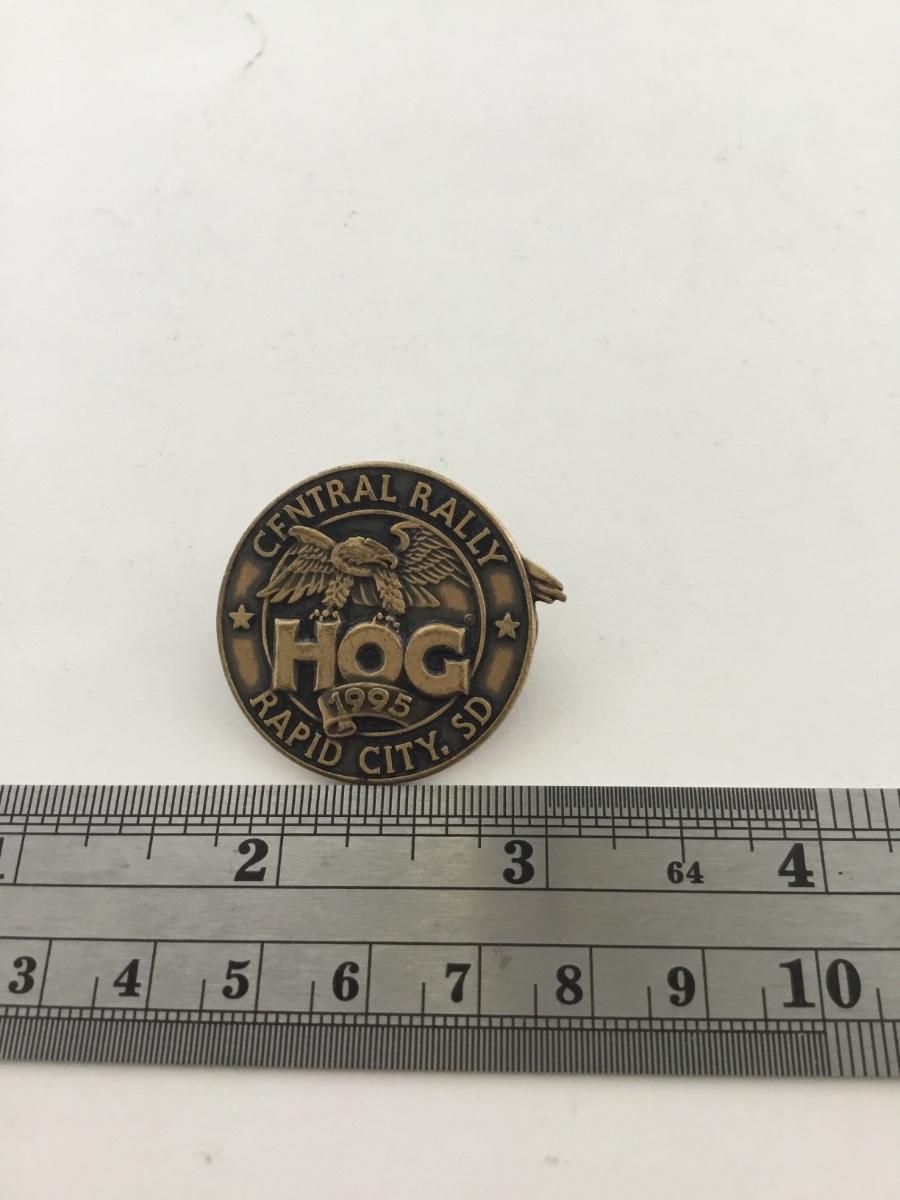 CENTRAL RALLY
HOG®
1995
RAPID CITY, SD
1 2 3 64 4
3 4 5 6 7 8 9 10